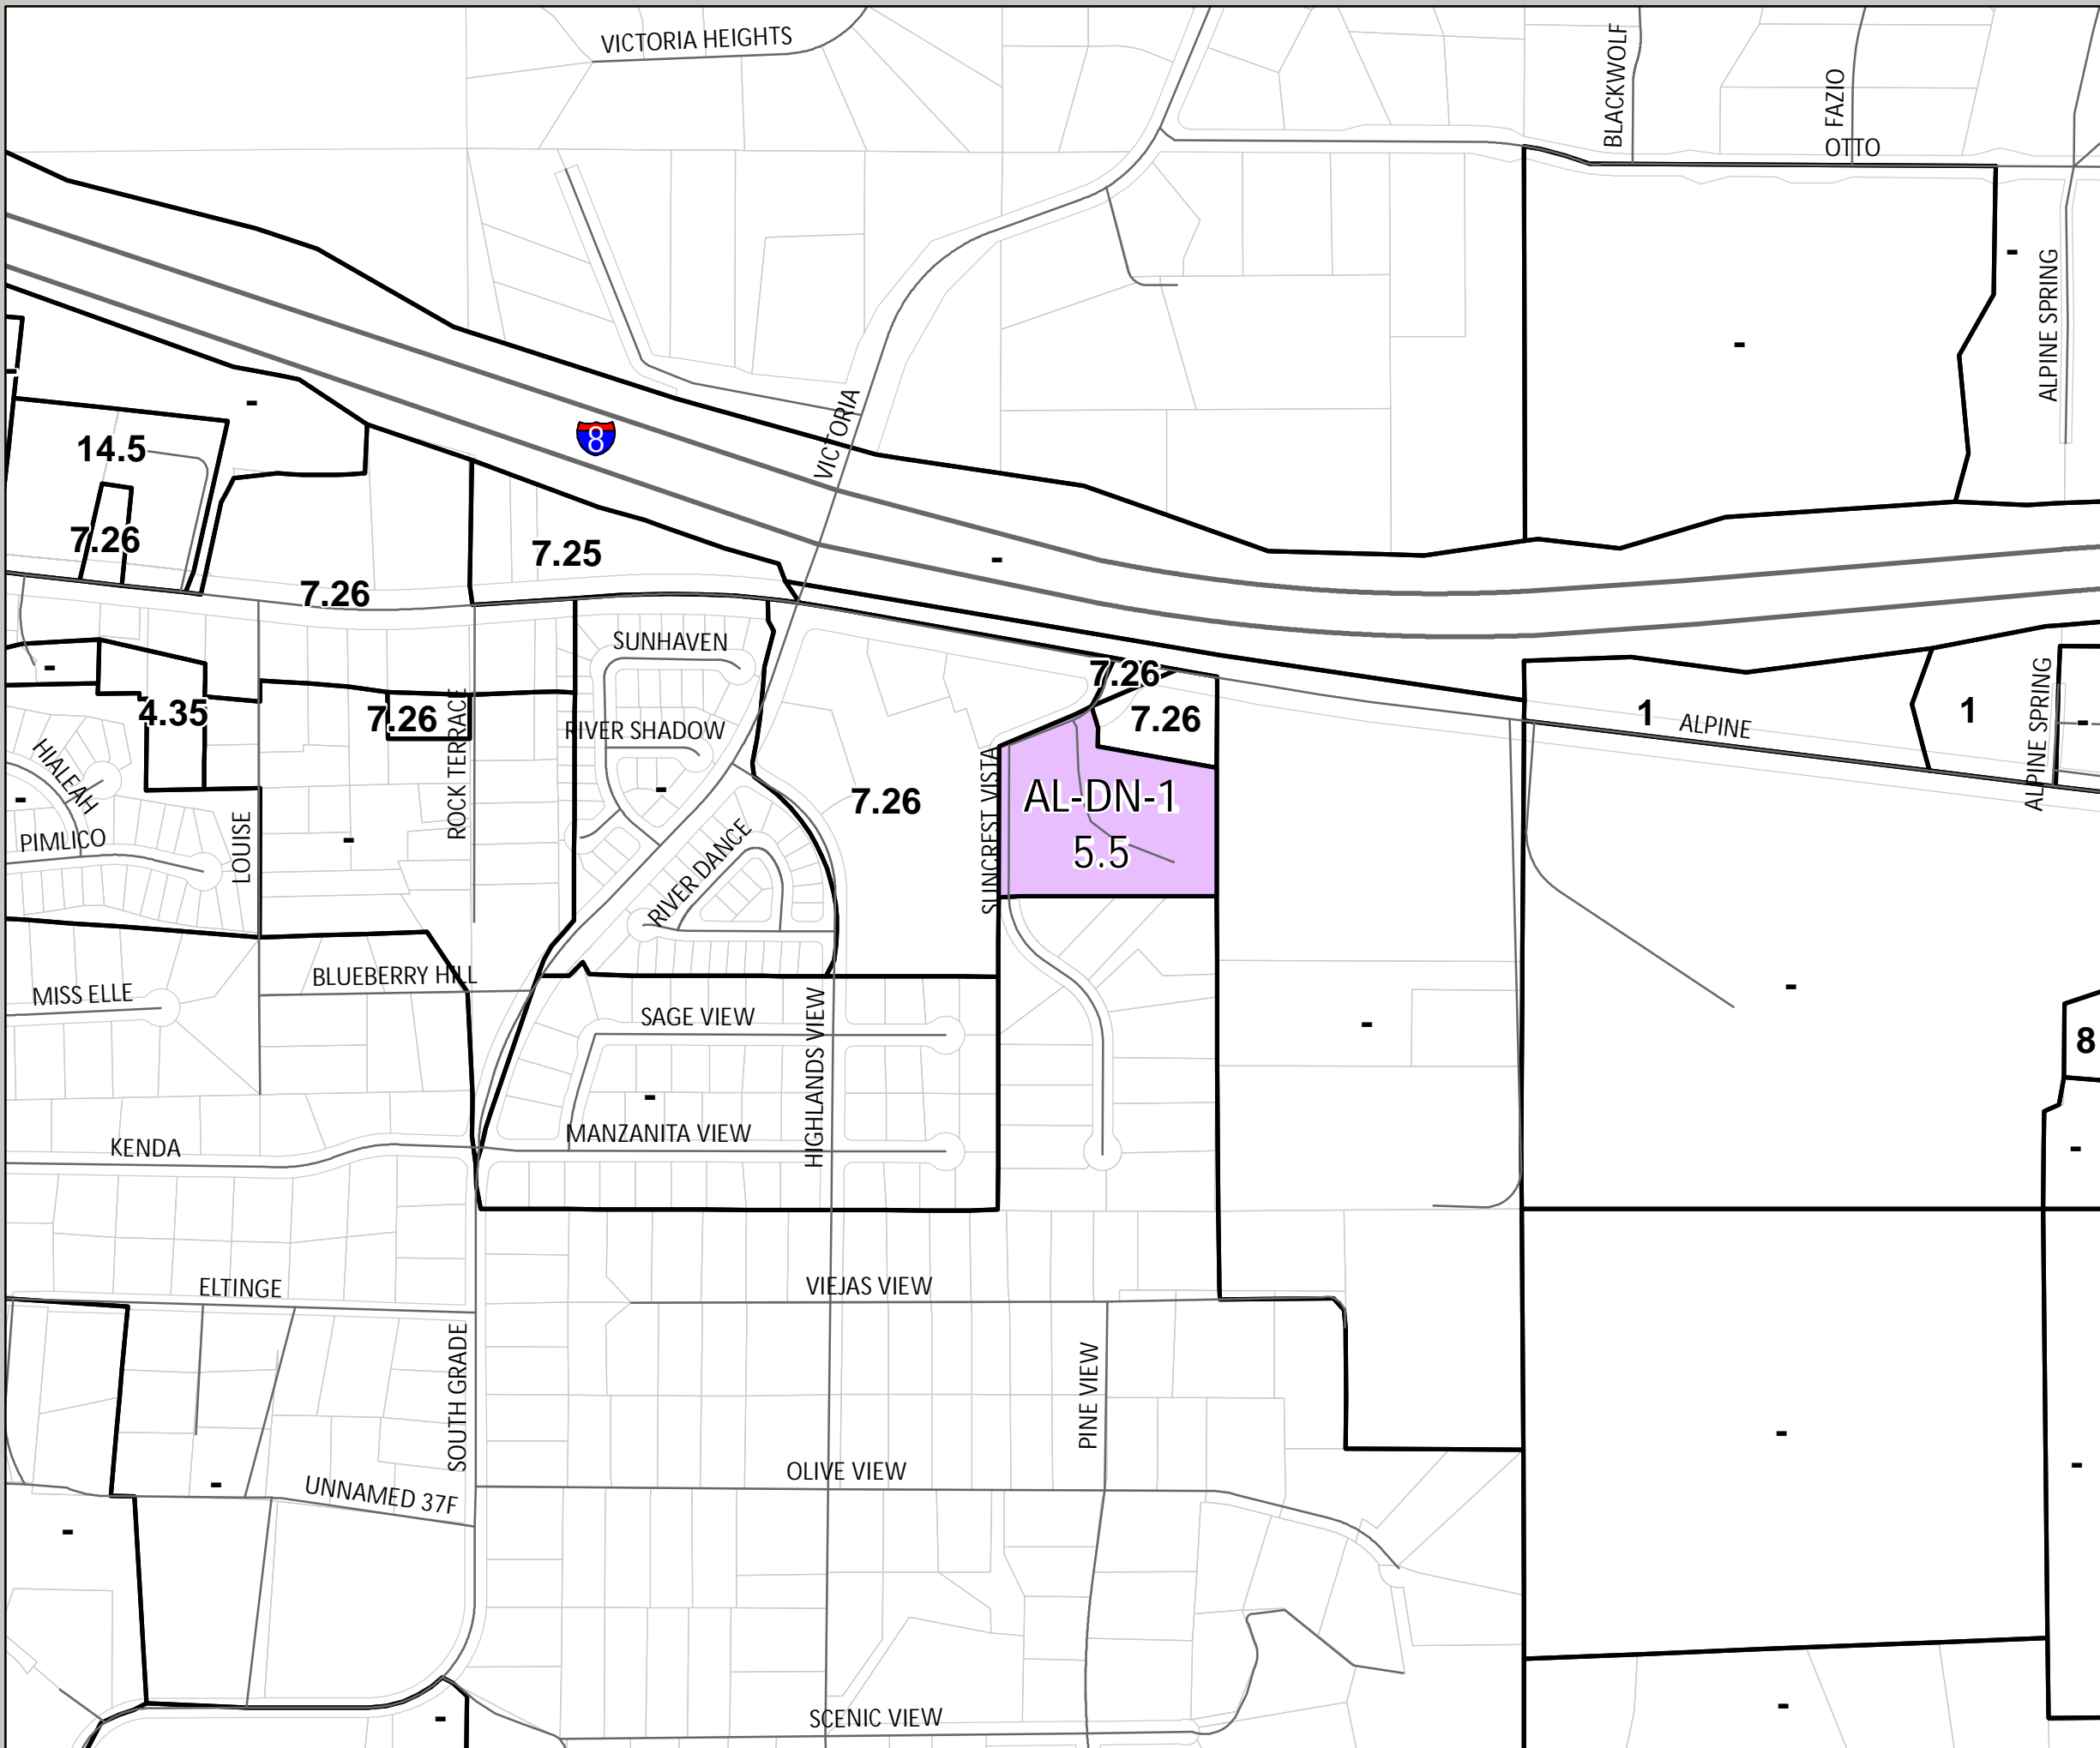 VICTORIA HEIGHTS
BLACKWOLF
FAZIO
OTTO
ALPINE SPRING
-
-
-
-
14.5
7.26
8
VICTORIA
7.25
7.26
-
SUNHAVEN
7.26
7.26
-
4.35
7.26
ROCK TERRACE
RIVER SHADOW
-
1
ALPINE
1
ALPINE SPRING
-
HIALEAH
-
PIMLICO
LOUISE
-
RIVER DANCE
7.26
SUNCREST VISTA
AL-DN-1
5.5
MISS ELLE
BLUEBERRY HILL
SAGE VIEW
HIGHLANDS VIEW
-
-
8
-
MANZANITA VIEW
KENDA
-
ELTINGE
VIEJAS VIEW
SOUTH GRADE
PINE VIEW
-
-
OLIVE VIEW
-
UNNAMED 37F
-
-
SCENIC VIEW
-